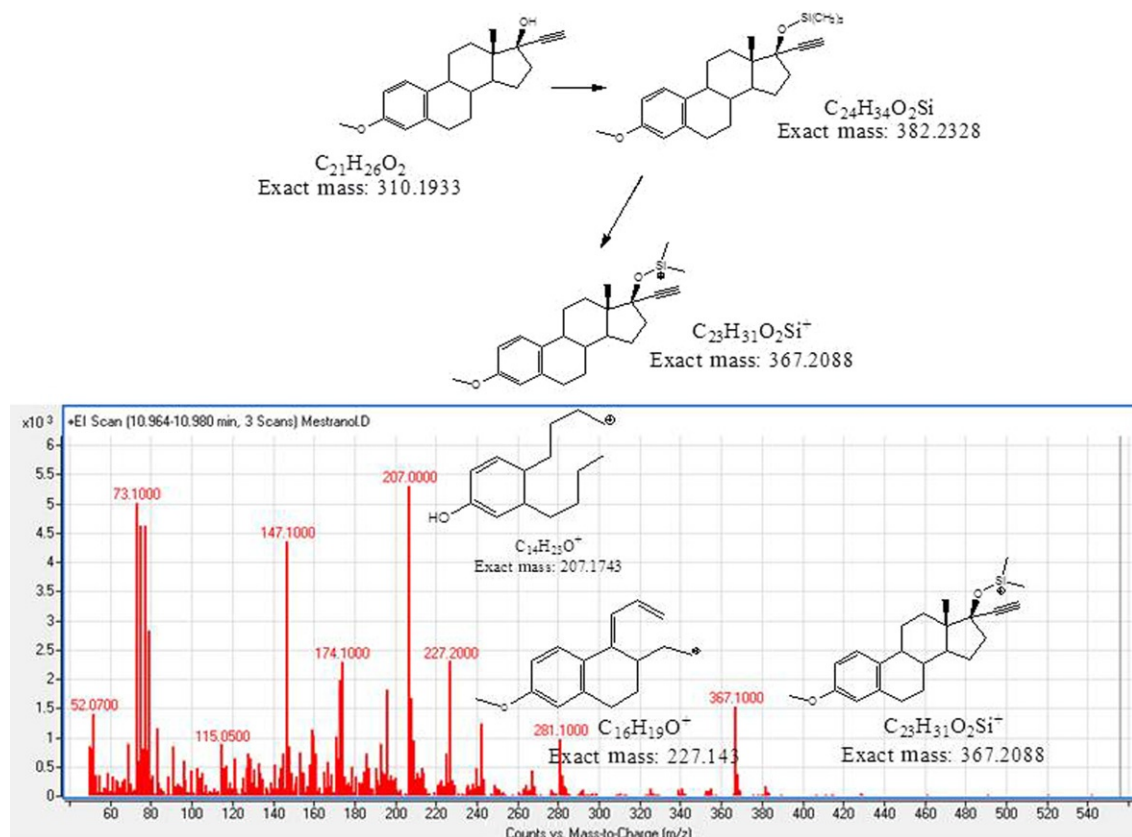 OH
O
C21H26O2
Exact mass: 310.1933
O
O
C24H34O2Si
Exact mass: 382.2328
O
Si
⊕
O
C23H31O2Si+
Exact mass: 367.2088
x10 3
+EI Scan (10.964-10.980 min, 3 Scans) Mestranol.D
6
5.5
5
4.5
4
3.5
3
2.5
2
1.5
1
0.5
0
52.0700
73.1000
115.0500
147.1000
174.1000
207.0000
227.2000
281.1000
367.1000
⊕
HO
Exact mass: 207.1743
⊕
O
C16H19O+
Exact mass: 227.143
O
Si
⊕
O
C23H31O2Si+
Exact mass: 367.2088
60 80 100 120 140 160 180 200 220 240 260 280 300 320 340 360 380 400 420 440 460 480 500 520 540
Counts vs. Mass-to-Charge (m/z)